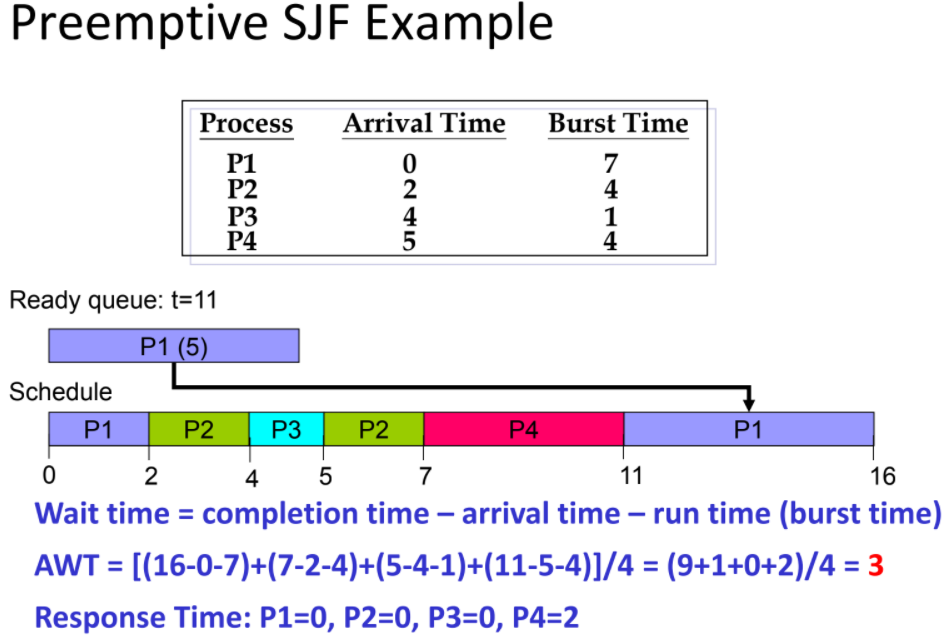 Preemptive SJF Example
Process Arrival Time Burst Time
P1 0 7
P2 2 4
P3 4 1
P4 5 4
Ready queue: t=11
P1 (5)
Schedule
P1 P2 P3 P2 P4 P1
0 2 4 5 7 11 16
Wait time = completion time – arrival time – run time (burst time)
AWT = [(16-0-7)+(7-2-4)+(5-4-1)+(11-5-4)]/4 = (9+1+0+2)/4 = 3
Response Time: P1=0, P2=0, P3=0, P4=2